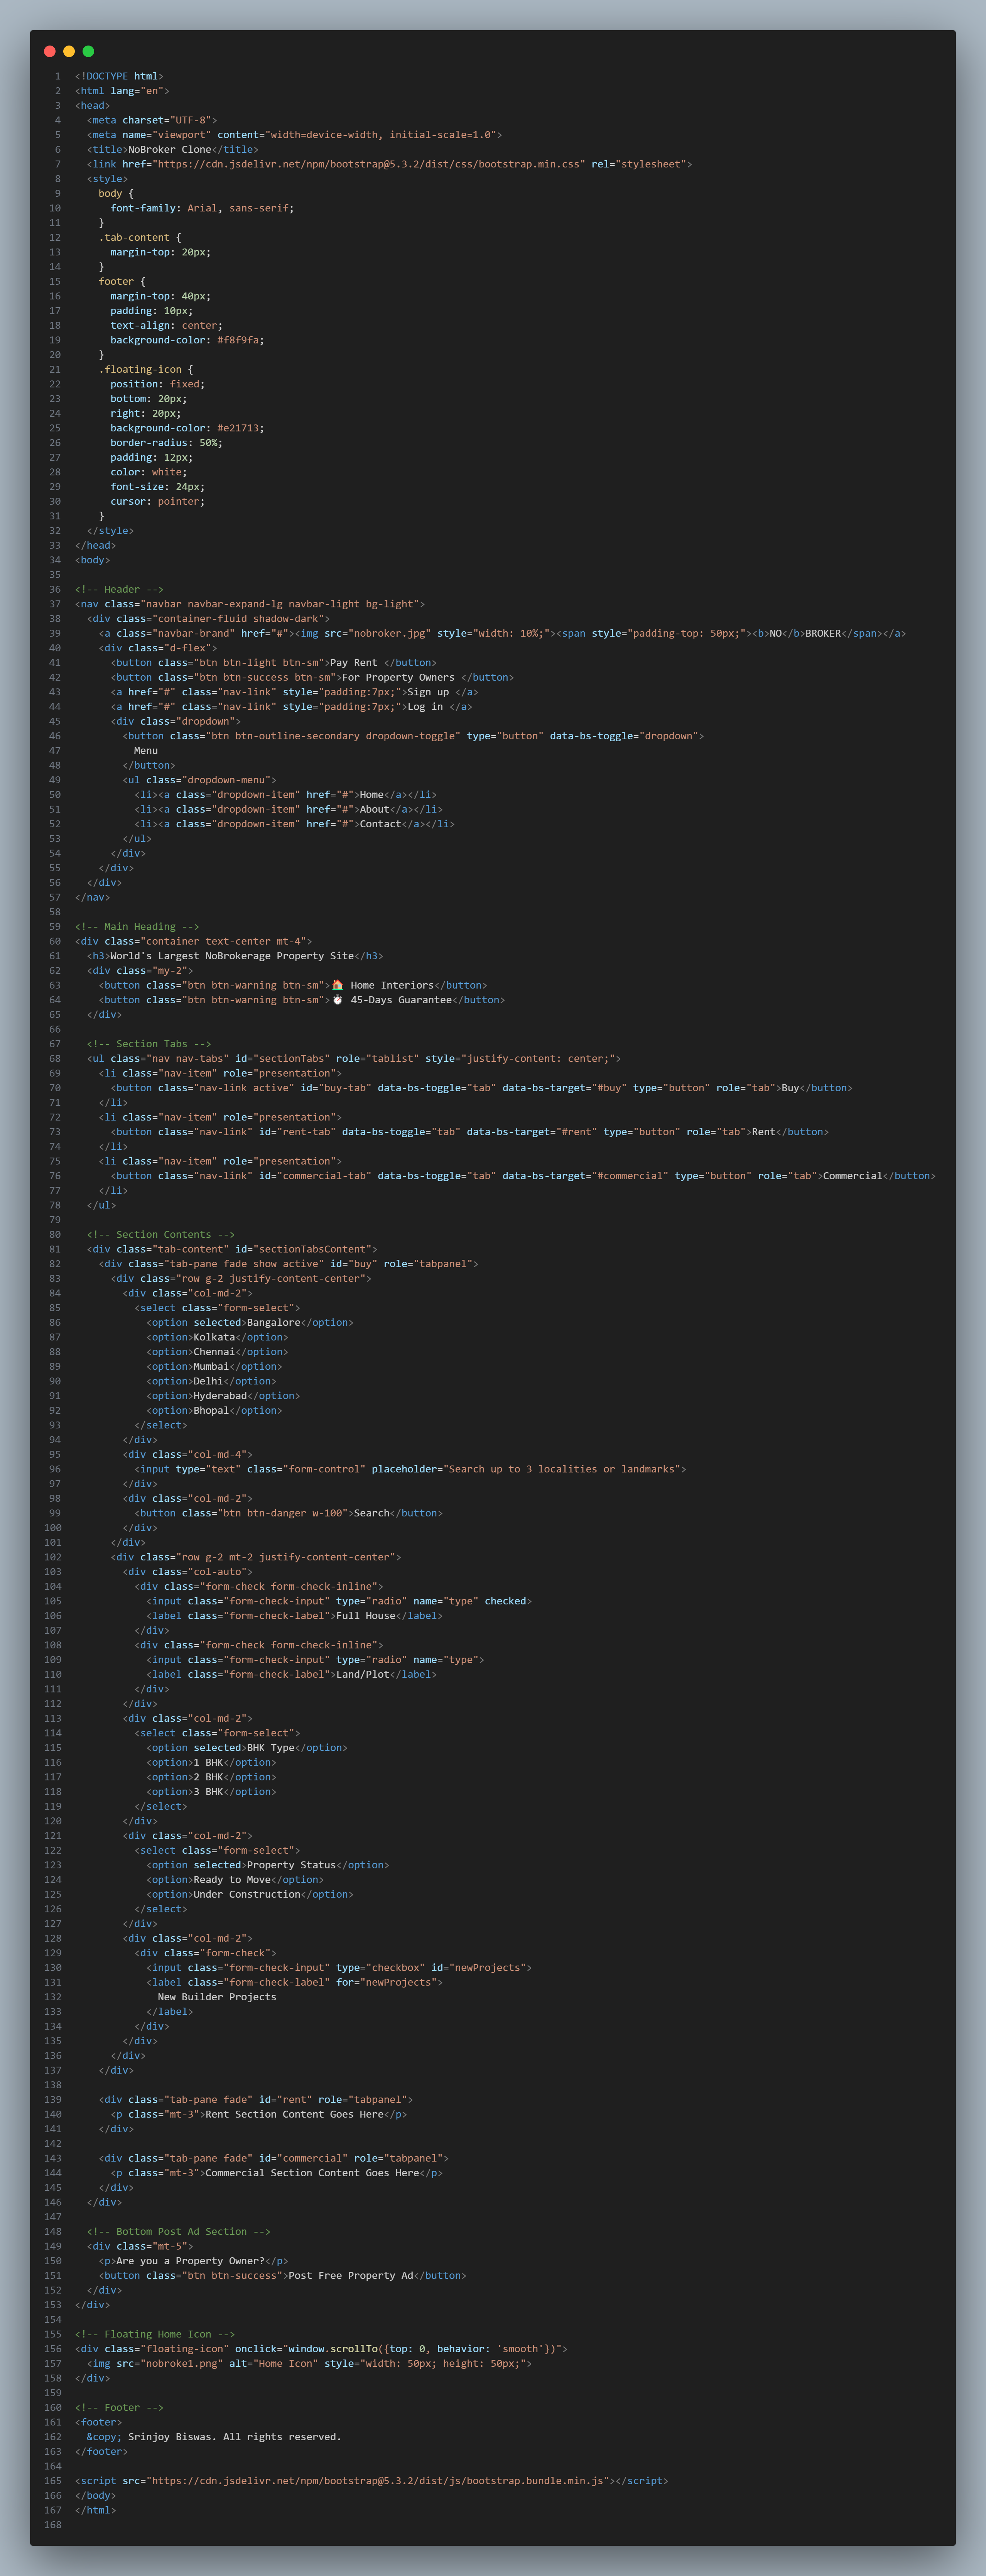 1 <!DOCTYPE html>
2 <html lang="en">
3 <head>
4   <meta charset="UTF-8">
5   <meta name="viewport" content="width=device-width, initial-scale=1.0">
6   <title>NoBroker Clone</title>
7   <link href="https://cdn.jsdelivr.net/npm/bootstrap@5.3.2/dist/css/bootstrap.min.css" rel="stylesheet">
8   <style>
9     body {
10       font-family: Arial, sans-serif;
11     }
12     .tab-content {
13       margin-top: 20px;
14     }
15     footer {
16       margin-top: 40px;
17       padding: 10px;
18       text-align: center;
19       background-color: #f8f9fa;
20     }
21     .floating-icon {
22       position: fixed;
23       bottom: 20px;
24       right: 20px;
25       background-color: #e21713;
26       border-radius: 50%;
27       padding: 12px;
28       color: white;
29       font-size: 24px;
30       cursor: pointer;
31     }
32   </style>
33 </head>
34 <body>
35
36 <!-- Header -->
37 <nav class="navbar navbar-expand-lg navbar-light bg-light">
38   <div class="container-fluid shadow-dark">
39     <a class="navbar-brand" href="#"><img src="nobroker.jpg" style="width: 10%;"><span style="padding-top: 50px;"><b>NO</b>BROKER</span></a>
40     <div class="d-flex">
41       <button class="btn btn-light btn-sm">Pay Rent </button>
42       <button class="btn btn-success btn-sm">For Property Owners </button>
43       <a href="#" class="nav-link" style="padding:7px;">Sign up </a>
44       <a href="#" class="nav-link" style="padding:7px;">Log in </a>
45       <div class="dropdown">
46         <button class="btn btn-outline-secondary dropdown-toggle" type="button" data-bs-toggle="dropdown">
47           Menu
48         </button>
49         <ul class="dropdown-menu">
50           <li><a class="dropdown-item" href="#">Home</a></li>
51           <li><a class="dropdown-item" href="#">About</a></li>
52           <li><a class="dropdown-item" href="#">Contact</a></li>
53         </ul>
54       </div>
55     </div>
56   </div>
57 </nav>
58
59 <!-- Main Heading -->
60 <div class="container text-center mt-4">
61   <h3>World's Largest NoBrokerage Property Site</h3>
62   <div class="my-2">
63     <button class="btn btn-warning btn-sm">🏠 Home Interiors</button>
64     <button class="btn btn-warning btn-sm">⏱️ 45-Days Guarantee</button>
65   </div>
66
67   <!-- Section Tabs -->
68   <ul class="nav nav-tabs" id="sectionTabs" role="tablist" style="justify-content: center;">
69     <li class="nav-item" role="presentation">
70       <button class="nav-link active" id="buy-tab" data-bs-toggle="tab" data-bs-target="#buy" type="button" role="tab">Buy</button>
71     </li>
72     <li class="nav-item" role="presentation">
73       <button class="nav-link" id="rent-tab" data-bs-toggle="tab" data-bs-target="#rent" type="button" role="tab">Rent</button>
74     </li>
75     <li class="nav-item" role="presentation">
76       <button class="nav-link" id="commercial-tab" data-bs-toggle="tab" data-bs-target="#commercial" type="button" role="tab">Commercial</button>
77     </li>
78   </ul>
79
80   <!-- Section Contents -->
81   <div class="tab-content" id="sectionTabsContent">
82     <div class="tab-pane fade show active" id="buy" role="tabpanel">
83       <div class="row g-2 justify-content-center">
84         <div class="col-md-2">
85           <select class="form-select">
86             <option selected>Bangalore</option>
87             <option>Kolkata</option>
88             <option>Chennai</option>
89             <option>Mumbai</option>
90             <option>Delhi</option>
91             <option>Hyderabad</option>
92             <option>Bhopal</option>
93           </select>
94         </div>
95         <div class="col-md-4">
96           <input type="text" class="form-control" placeholder="Search up to 3 localities or landmarks">
97         </div>
98         <div class="col-md-2">
99           <button class="btn btn-danger w-100">Search</button>
100         </div>
101       </div>
102       <div class="row g-2 mt-2 justify-content-center">
103         <div class="col-auto">
104           <div class="form-check form-check-inline">
105             <input class="form-check-input" type="radio" name="type" checked>
106             <label class="form-check-label">Full House</label>
107           </div>
108           <div class="form-check form-check-inline">
109             <input class="form-check-input" type="radio" name="type">
110             <label class="form-check-label">Land/Plot</label>
111           </div>
112         </div>
113         <div class="col-md-2">
114           <select class="form-select">
115             <option selected>BHK Type</option>
116             <option>1 BHK</option>
117             <option>2 BHK</option>
118             <option>3 BHK</option>
119           </select>
120         </div>
121         <div class="col-md-2">
122           <select class="form-select">
123             <option selected>Property Status</option>
124             <option>Ready to Move</option>
125             <option>Under Construction</option>
126           </select>
127         </div>
128         <div class="col-md-2">
129           <div class="form-check">
130             <input class="form-check-input" type="checkbox" id="newProjects">
131             <label class="form-check-label" for="newProjects">
132               New Builder Projects
133             </label>
134           </div>
135         </div>
136       </div>
137     </div>
138
139     <div class="tab-pane fade" id="rent" role="tabpanel">
140       <p class="mt-3">Rent Section Content Goes Here</p>
141     </div>
142
143     <div class="tab-pane fade" id="commercial" role="tabpanel">
144       <p class="mt-3">Commercial Section Content Goes Here</p>
145     </div>
146   </div>
147
148   <!-- Bottom Post Ad Section -->
149   <div class="mt-5">
150     <p>Are you a Property Owner?</p>
151     <button class="btn btn-success">Post Free Property Ad</button>
152   </div>
153 </div>
154
155 <!-- Floating Home Icon -->
156 <div class="floating-icon" onclick="window.scrollTo({top: 0, behavior: 'smooth'})">
157   <img src="nobroke1.png" alt="Home Icon" style="width: 50px; height: 50px;">
158 </div>
159
160 <!-- Footer -->
161 <footer>
162   &copy; Srinjoy Biswas. All rights reserved.
163 </footer>
164
165 <script src="https://cdn.jsdelivr.net/npm/bootstrap@5.3.2/dist/js/bootstrap.bundle.min.js"></script>
166 </body>
167 </html>
168